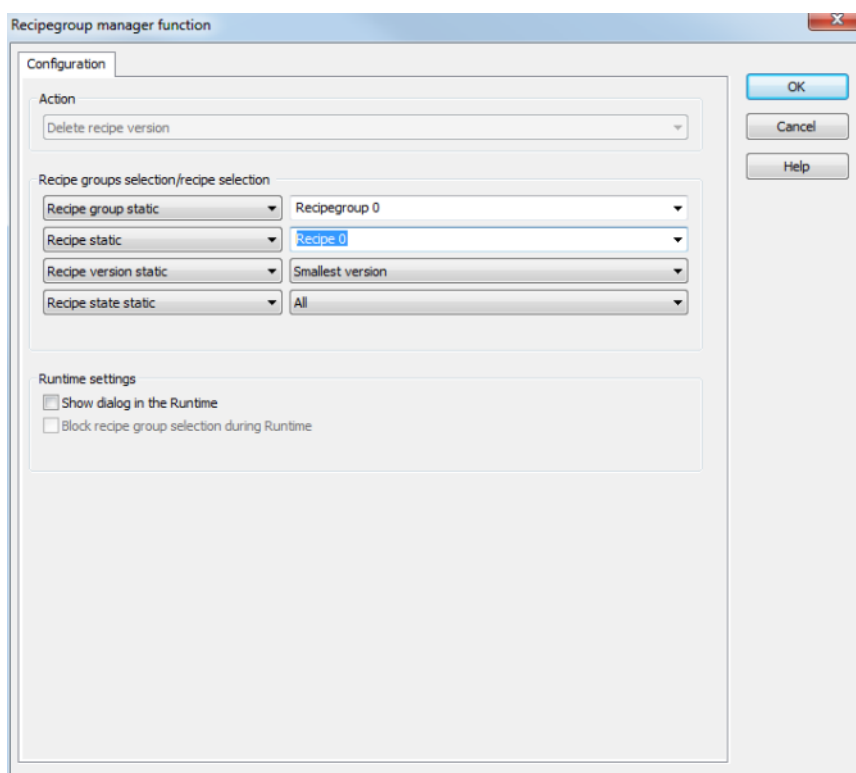 Recipegroup manager function
Configuration
OK
Action
Delete recipe version
Cancel
Help
Recipe groups selection/recipe selection
Recipe group static Recipegroup 0
Recipe static Recipe 0
Recipe version static Smallest version
Recipe state static All
Runtime settings
Show dialog in the Runtime
Block recipe group selection during Runtime